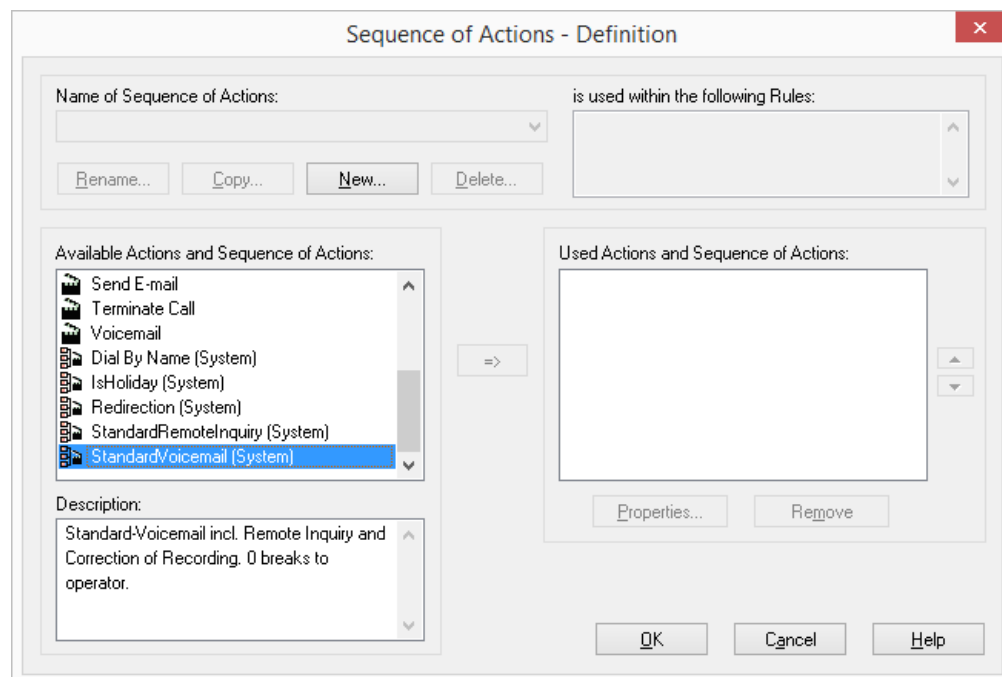 Sequence of Actions - Definition
Name of Sequence of Actions:
is used within the following Rules:
Rename...
Copy...
New...
Delete...
Available Actions and Sequence of Actions:
Used Actions and Sequence of Actions:
Send E-mail
Terminate Call
Voicemail
Dial By Name (System)
IsHoliday (System)
Redirection (System)
StandardRemoteInquiry (System)
StandardVoicemail (System)
=>
Description:
Standard-Voicemail incl. Remote Inquiry and
Correction of Recording. 0 breaks to
operator.
Properties...
Remove
OK
Cancel
Help